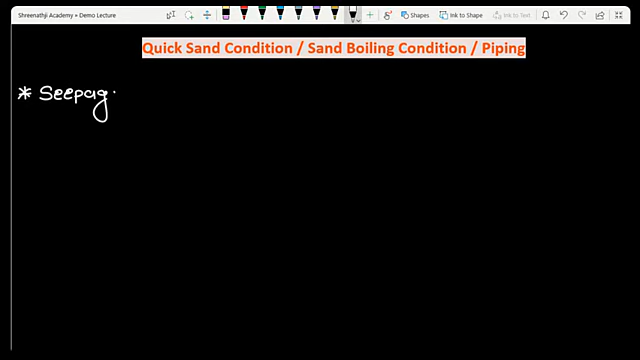 Shreenathji Academy • Demo Lecture
Shapes
Ink to Shape
Ink to Text
Quick Sand Condition / Sand Boiling Condition / Piping
* Seepag